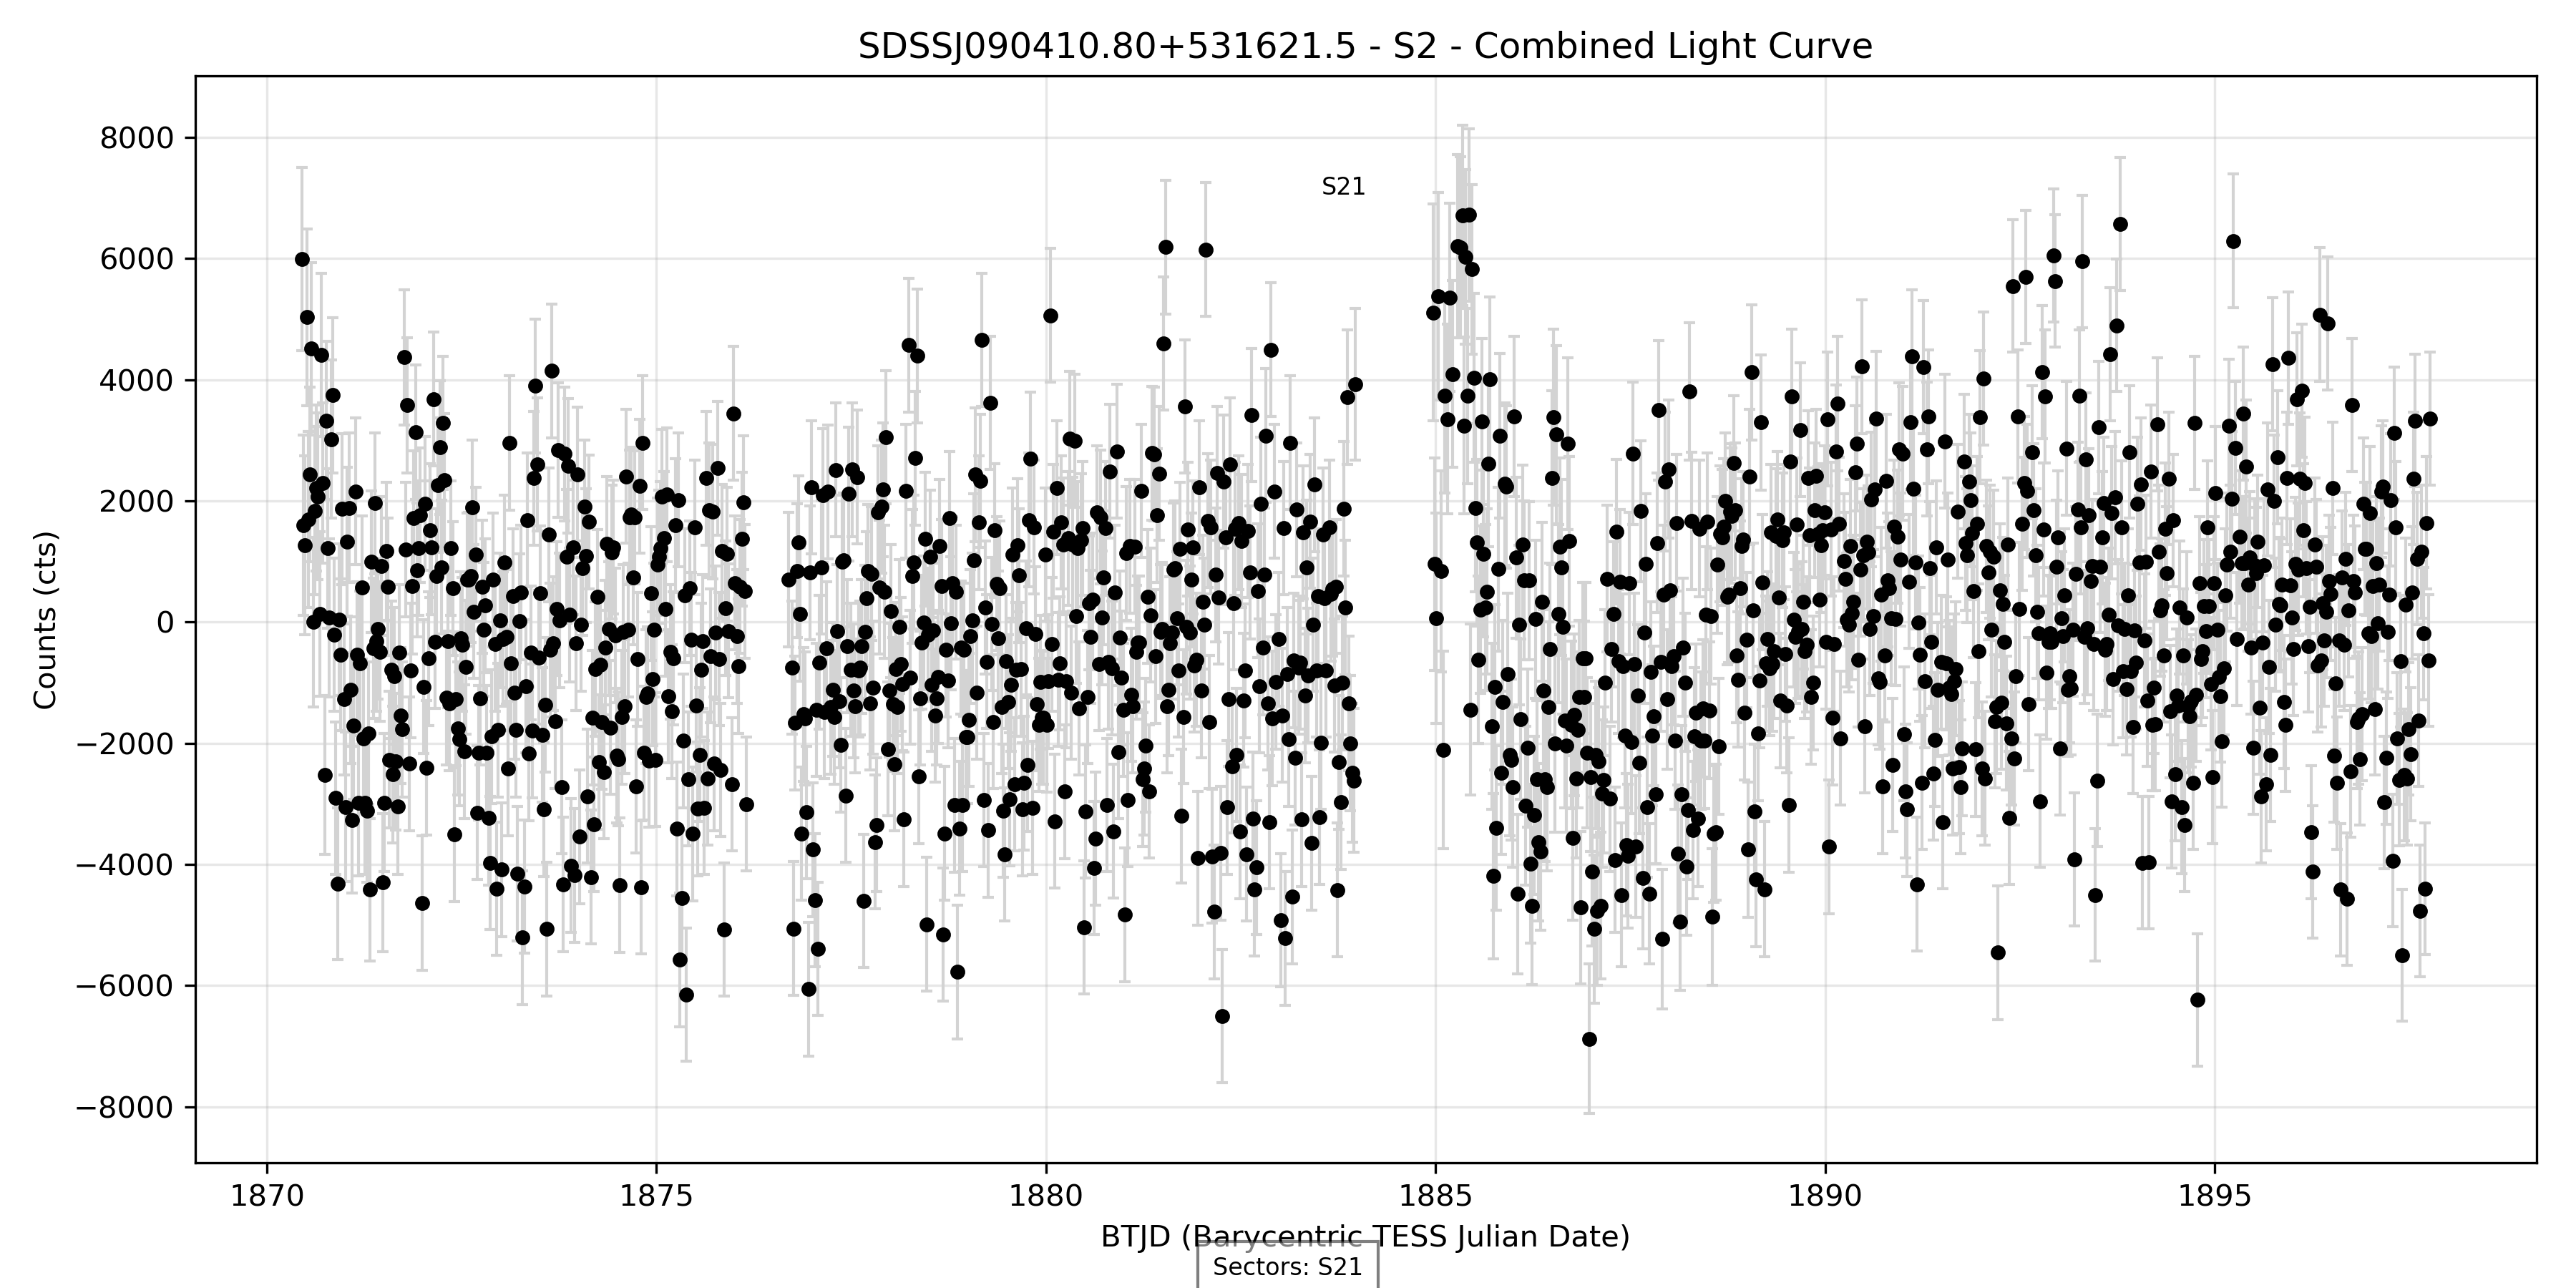 SDSSJ090410.80+531621.5 - S2 - Combined Light Curve
Counts (cts)
8000
6000
4000
2000
0
−2000
−4000
−6000
−8000
S21
1870 1875 1880 1885 1890 1895
BTJD (Barycentric TESS Julian Date)
Sectors: S21